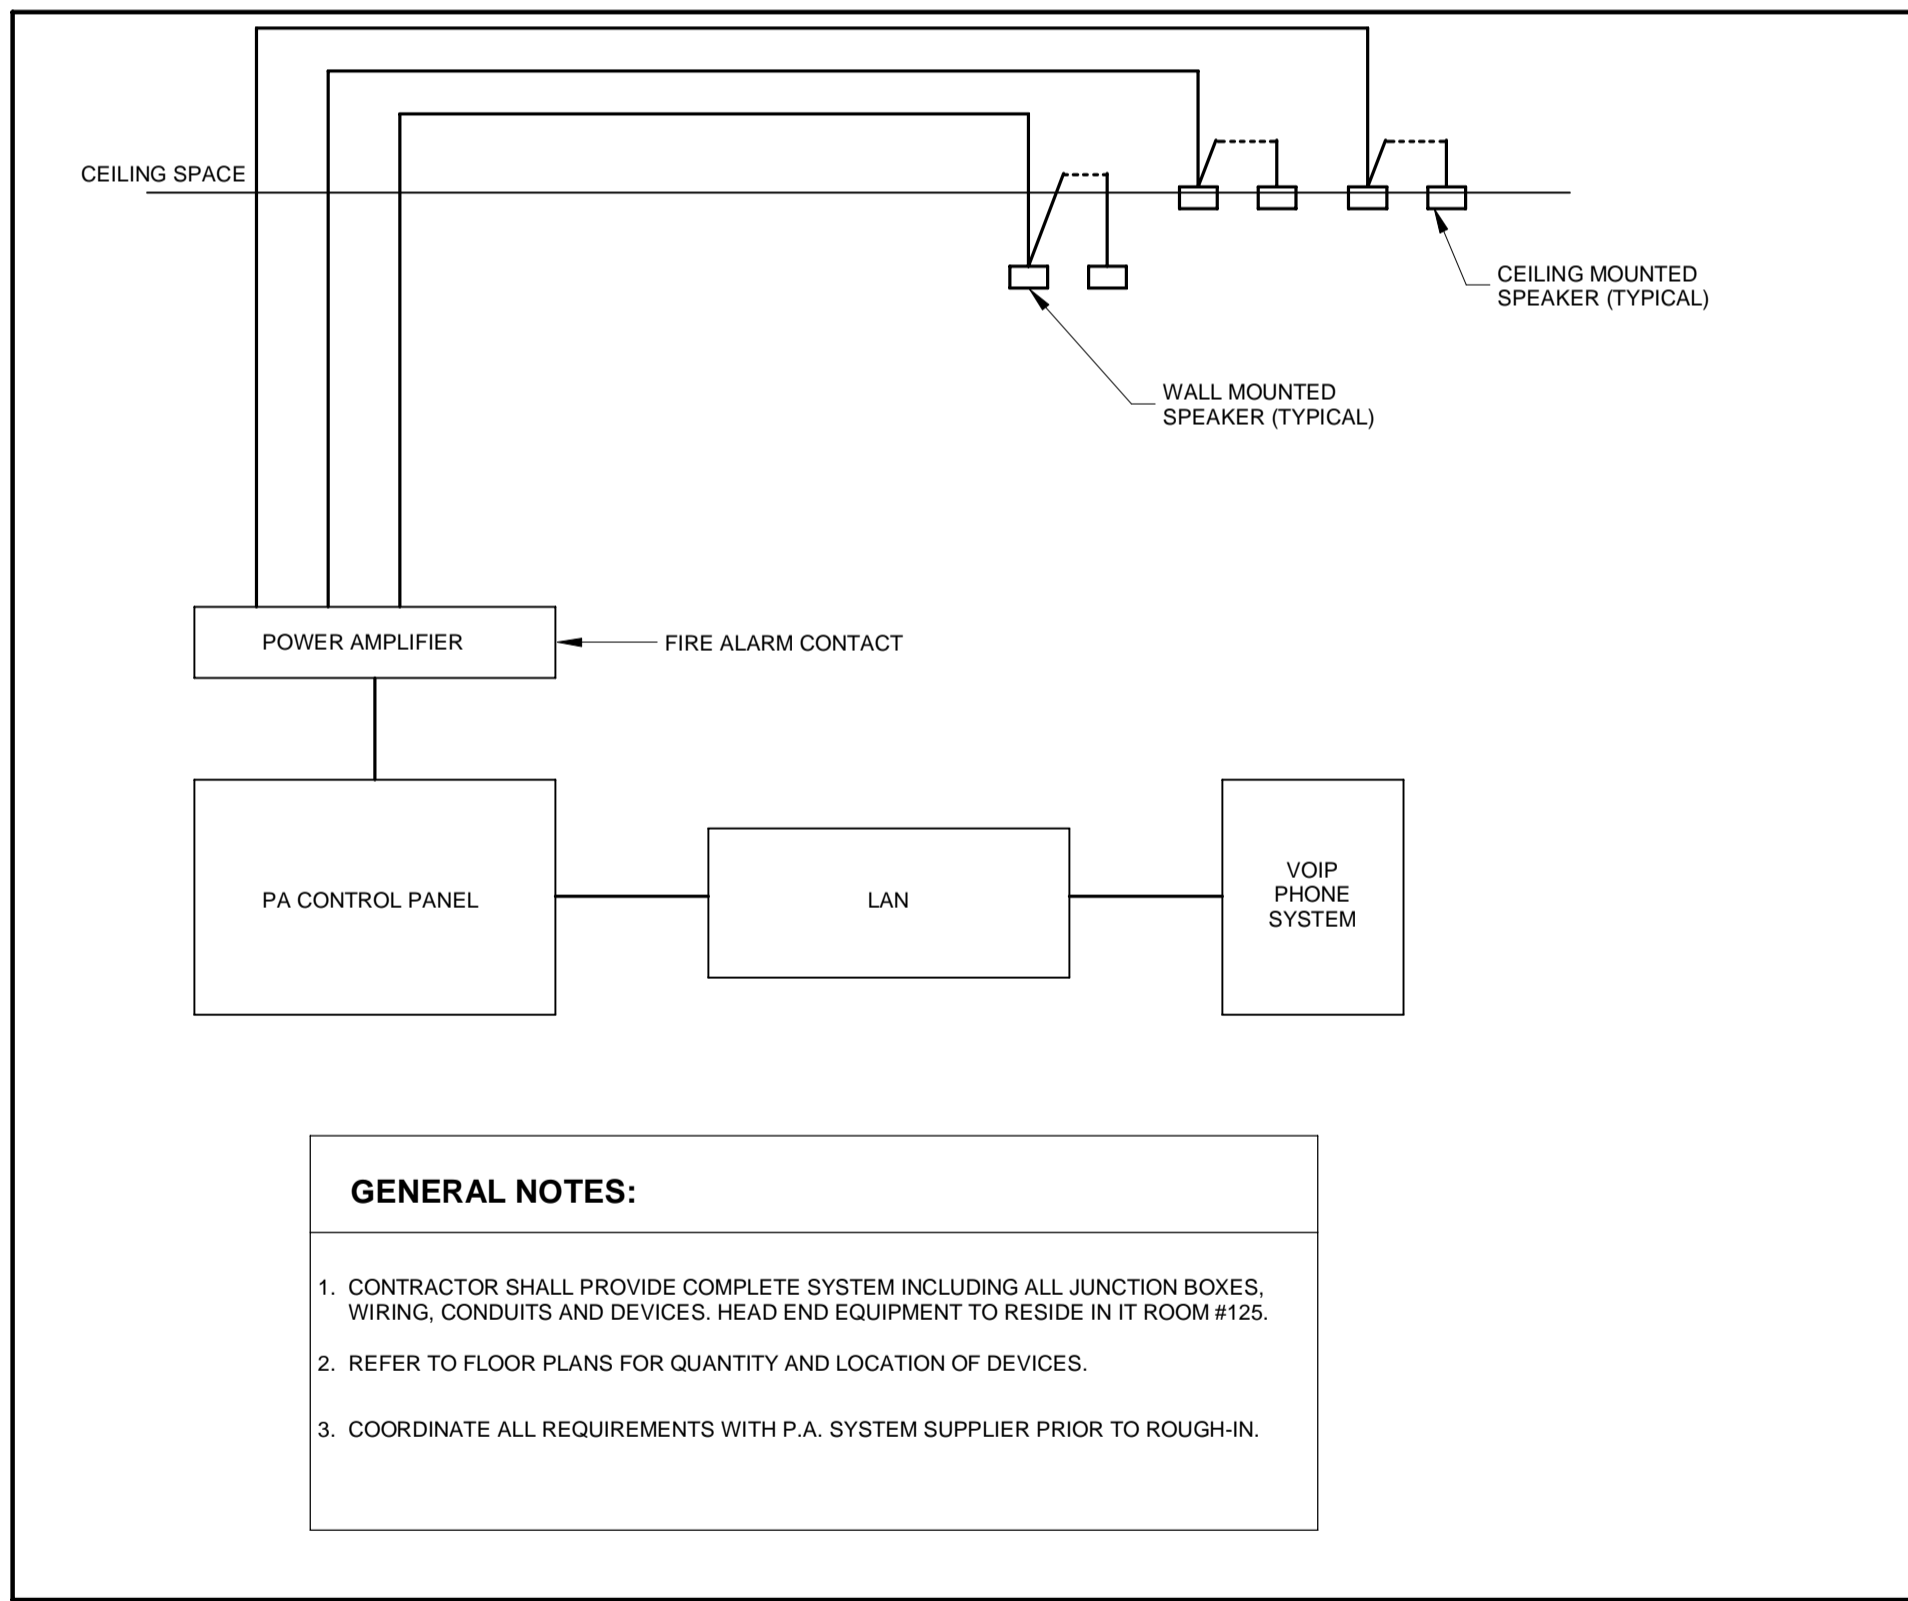 CEILING SPACE
CEILING MOUNTED
SPEAKER (TYPICAL)
WALL MOUNTED
SPEAKER (TYPICAL)
POWER AMPLIFIER
FIRE ALARM CONTACT
PA CONTROL PANEL
LAN
VOIP
PHONE
SYSTEM
GENERAL NOTES:
1. CONTRACTOR SHALL PROVIDE COMPLETE SYSTEM INCLUDING ALL JUNCTION BOXES,
WIRING, CONDUITS AND DEVICES. HEAD END EQUIPMENT TO RESIDE IN IT ROOM #125.
2. REFER TO FLOOR PLANS FOR QUANTITY AND LOCATION OF DEVICES.
3. COORDINATE ALL REQUIREMENTS WITH P.A. SYSTEM SUPPLIER PRIOR TO ROUGH-IN.